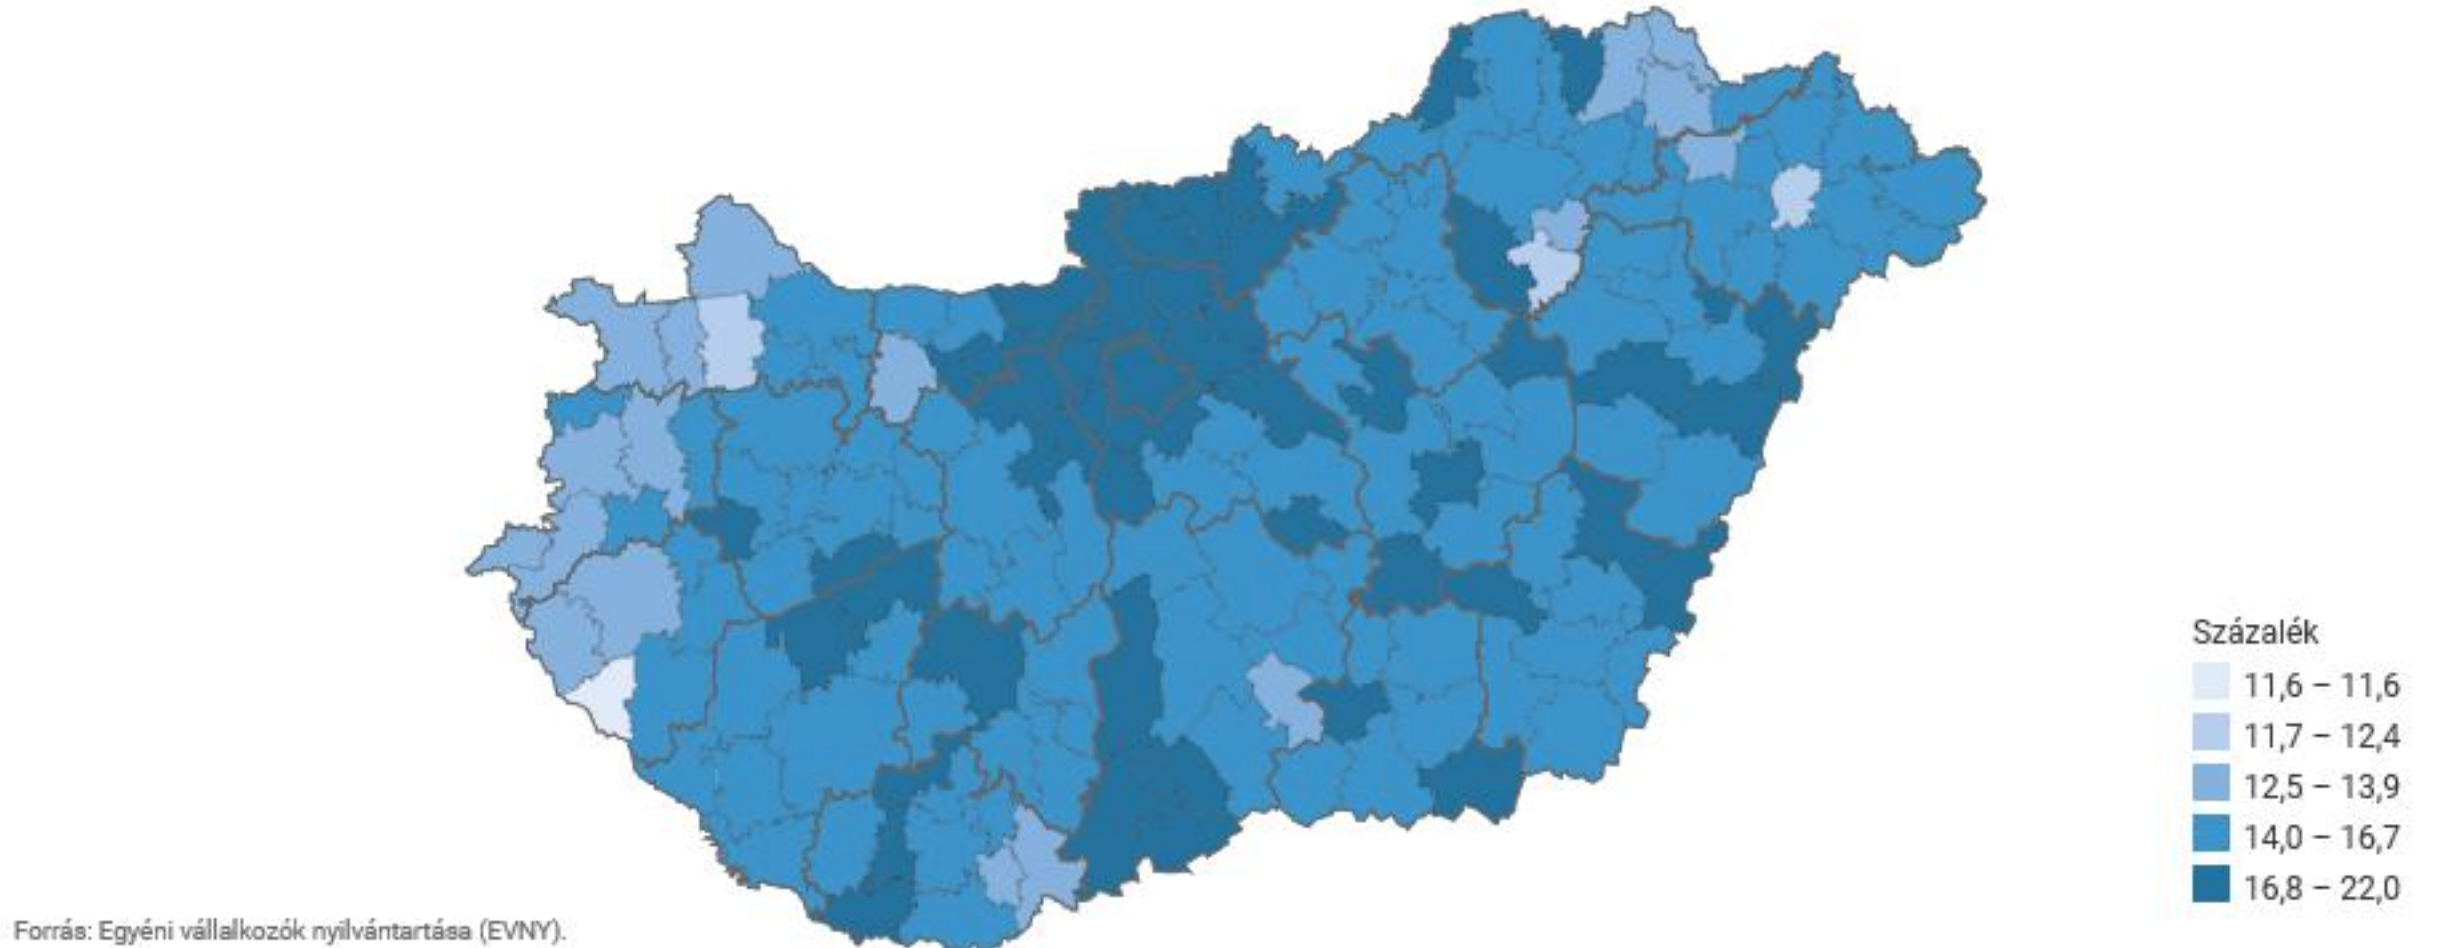 Százalék
11,6 – 11,6
11,7 – 12,4
12,5 – 13,9
14,0 – 16,7
16,8 – 22,0
Forrás: Egyéni vállalkozók nyilvántartása (EVNY).